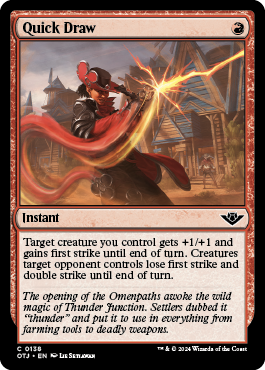 Quick Draw
Instant
Target creature you control gets +1/+1 and
gains first strike until end of turn. Creatures
target opponent controls lose first strike and
double strike until end of turn.
The opening of the Omenpaths awoke the wild
magic of Thunder Junction. Settlers dubbed it
"thunder" and put it to use in everything from
farming tools to deadly weapons.
C 0138
OTJ • EN Lie Setiawan
™ & © 2024 Wizards of the Coast